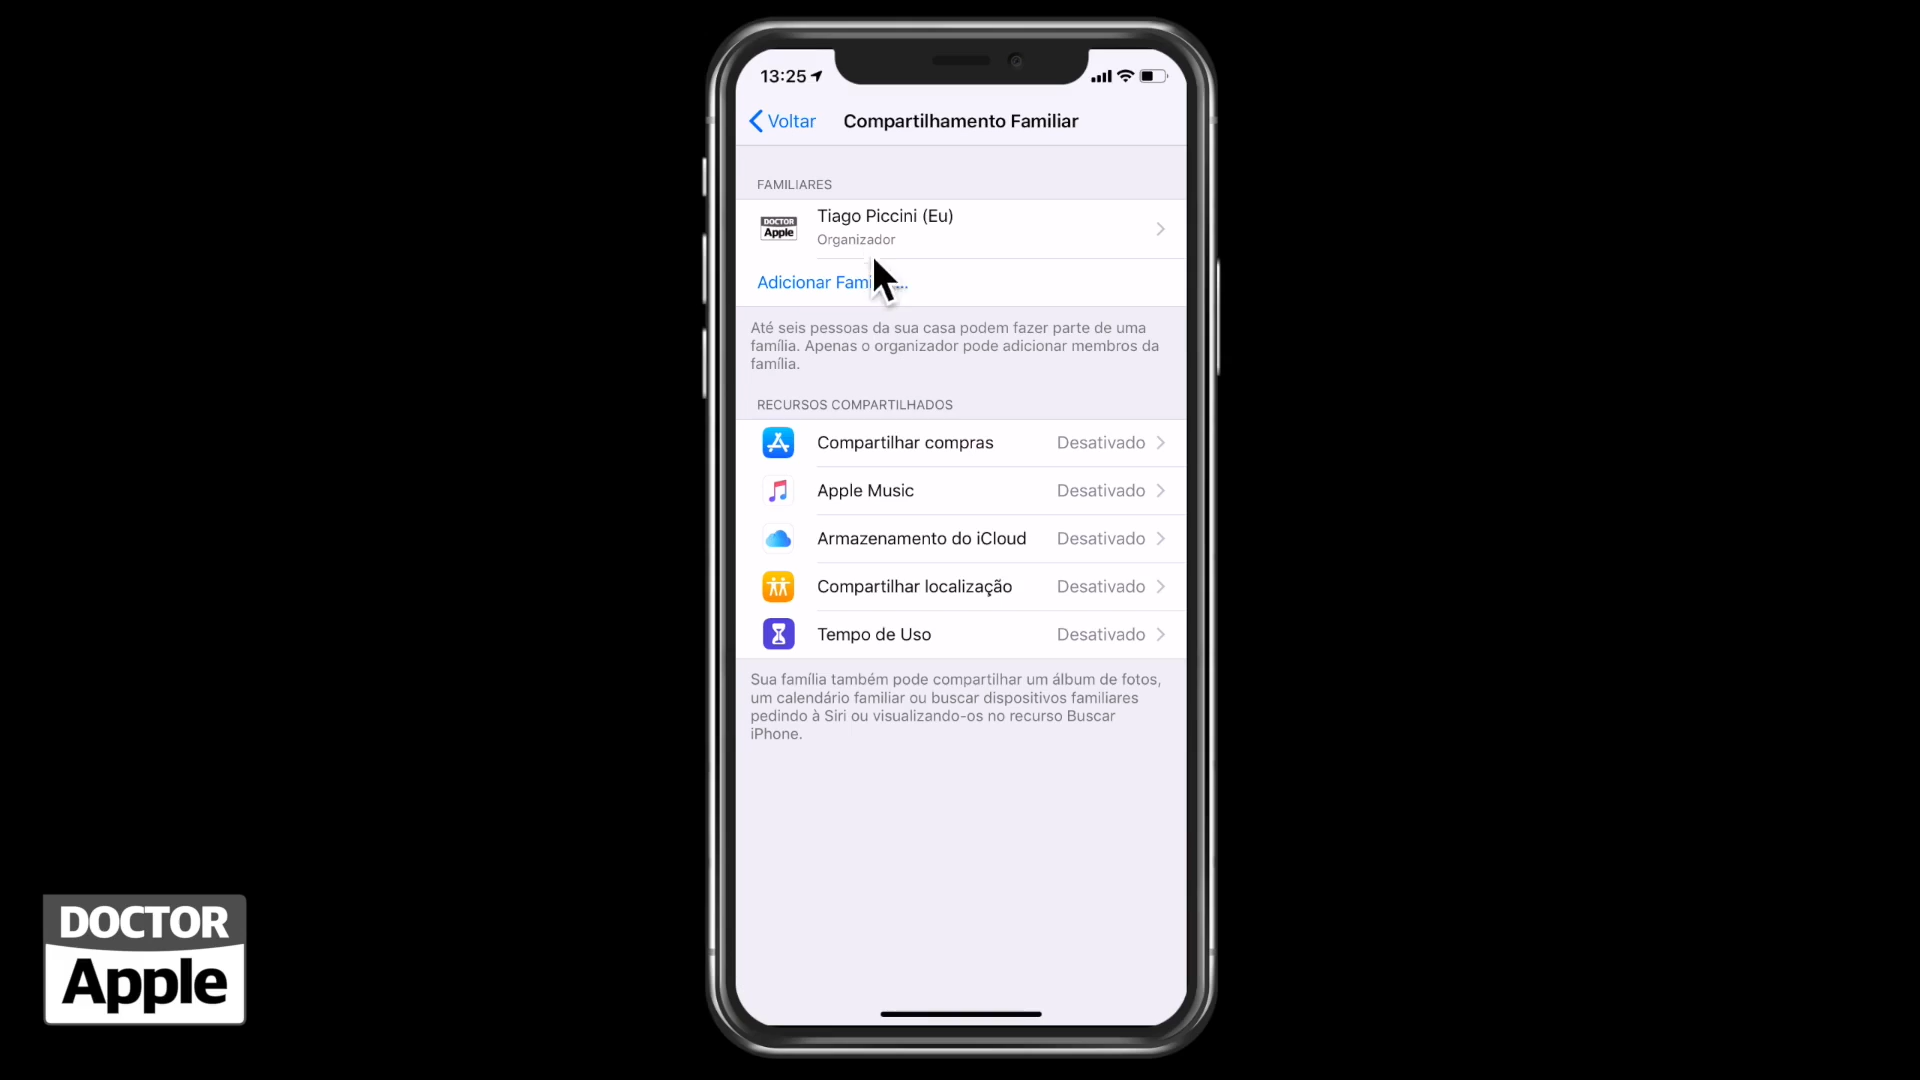 13:25
Voltar
Compartilhamento Familiar
FAMILIARES
DOCTOR
Apple
Tiago Piccini (Eu)
Organizador
Adicionar
Até seis pessoas da sua casa podem fazer parte de uma
família. Apenas o organizador pode adicionar membros da
família.
RECURSOS COMPARTILHADOS
Compartilhar compras Desativado
Apple Music Desativado
Armazenamento do iCloud Desativado
Compartilhar localização Desativado
Tempo de Uso Desativado
Sua família também pode compartilhar um álbum de fotos,
um calendário familiar ou buscar dispositivos familiares
pedindo à Siri ou visualizando-os no recurso Buscar
iPhone.
DOCTOR
Apple